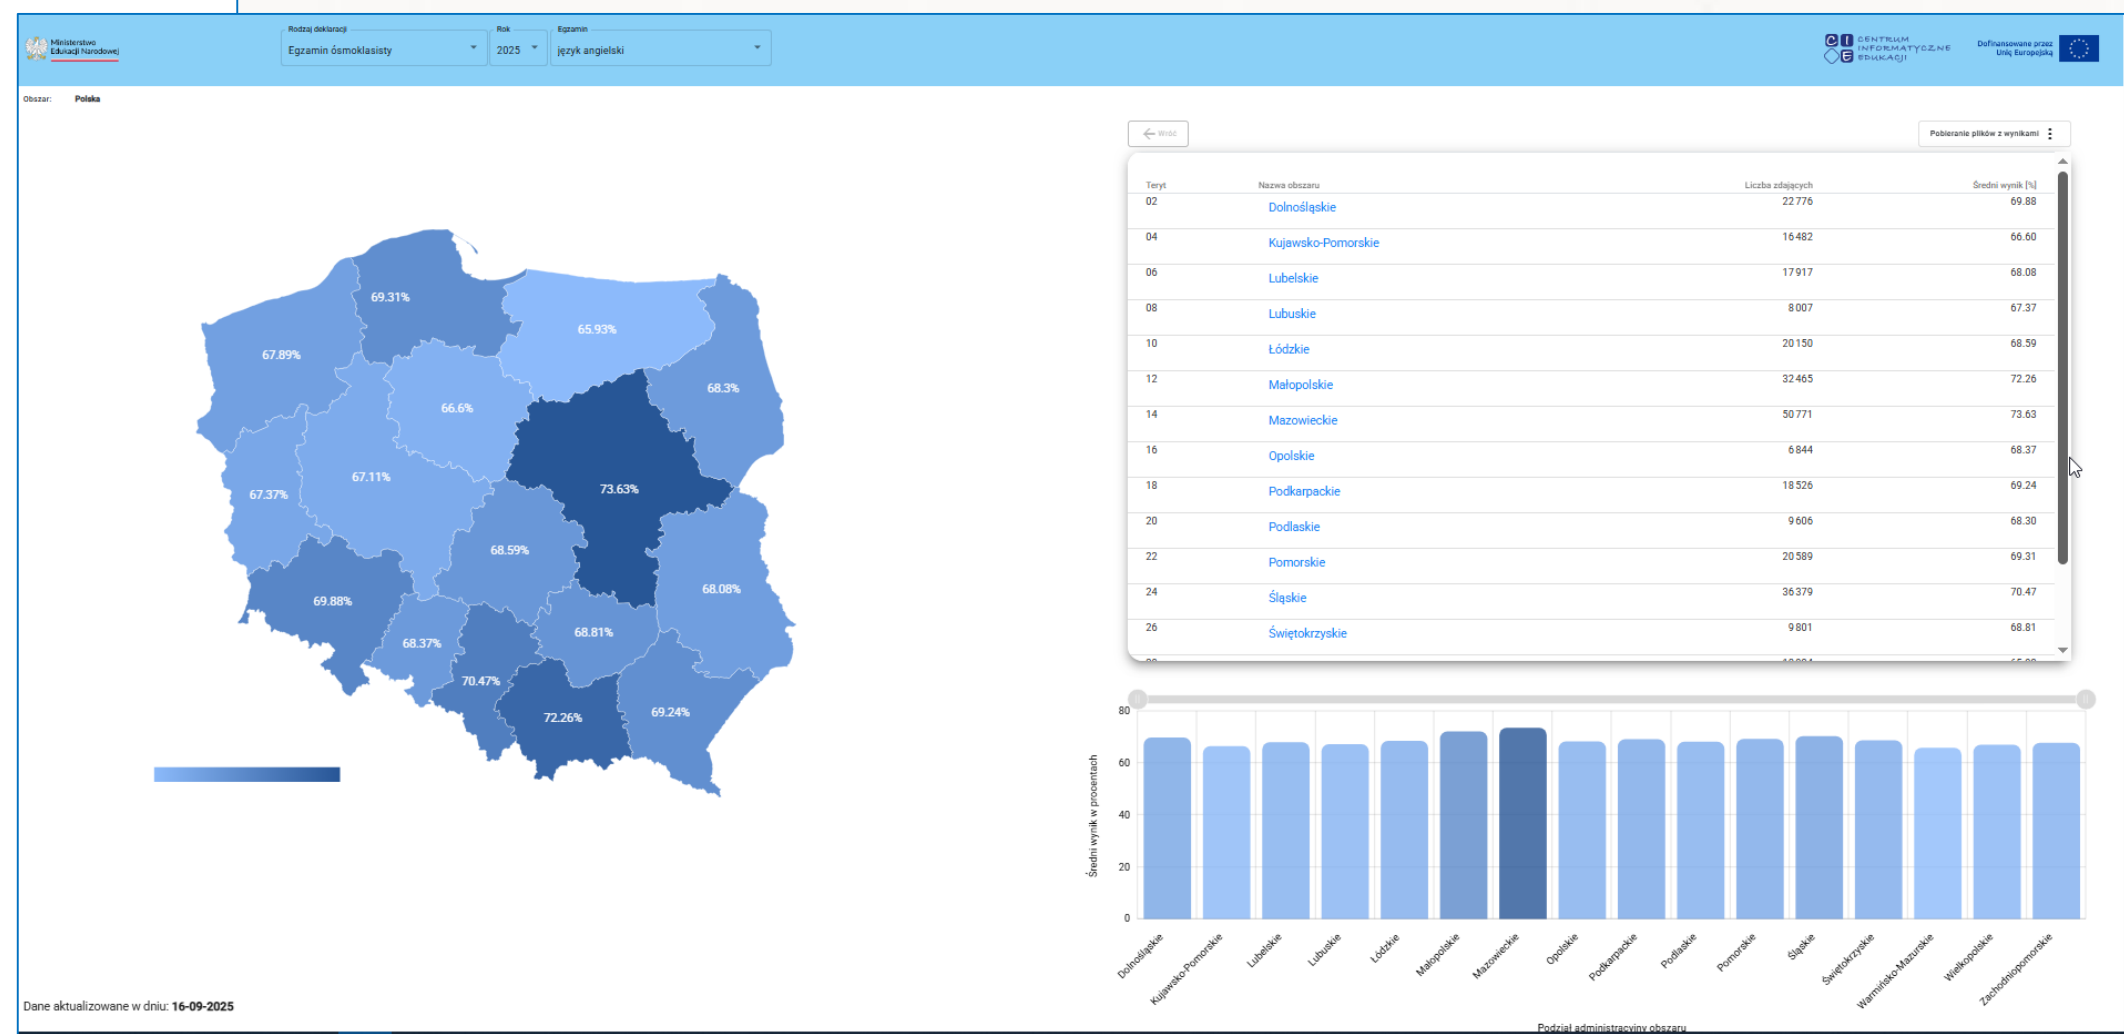 Ministerstwo
Edukacji Narodowej
Rodzaj deklaracji
Egzamin ósmoklasisty
Rok
2025
Egzamin
język angielski
CIE
CENTRUM
INFORMATYCZNE
EDUKACJI
Dofinansowane przez
Unię Europejską
Obszar: Polska
Wróć
Pobieranie plików z wynikami
69.31%
65.93%
67.89%
68.3%
66.6%
67.11%
73.63%
67.37%
68.59%
68.08%
69.88%
68.81%
68.37%
70.47%
69.24%
72.26%
Teryt Nazwa obszaru Liczba zdających Średni wynik [%]
02 Dolnośląskie 22 776 69.88
04 Kujawsko-Pomorskie 16 482 66.60
06 Lubelskie 17 917 68.08
08 Lubuskie 8 007 67.37
10 Łódzkie 20 150 68.59
12 Małopolskie 32 465 72.26
14 Mazowieckie 50 771 73.63
16 Opolskie 6 844 68.37
18 Podkarpackie 18 526 69.24
20 Podlaskie 9 606 68.30
22 Pomorskie 20 589 69.31
24 Śląskie 36 379 70.47
26 Świętokrzyskie 9 801 68.81
Średni wynik w procentach
80
60
40
20
0
Dolnośląskie
Kujawsko-Pomorskie
Lubelskie
Lubuskie
Łódzkie
Małopolskie
Mazowieckie
Opolskie
Podkarpackie
Podlaskie
Pomorskie
Śląskie
Świętokrzyskie
Warmińsko-Mazurskie
Wielkopolskie
Zachodniopomorskie
Podział administracyjny obszaru
Dane aktualizowane w dniu: 16-09-2025